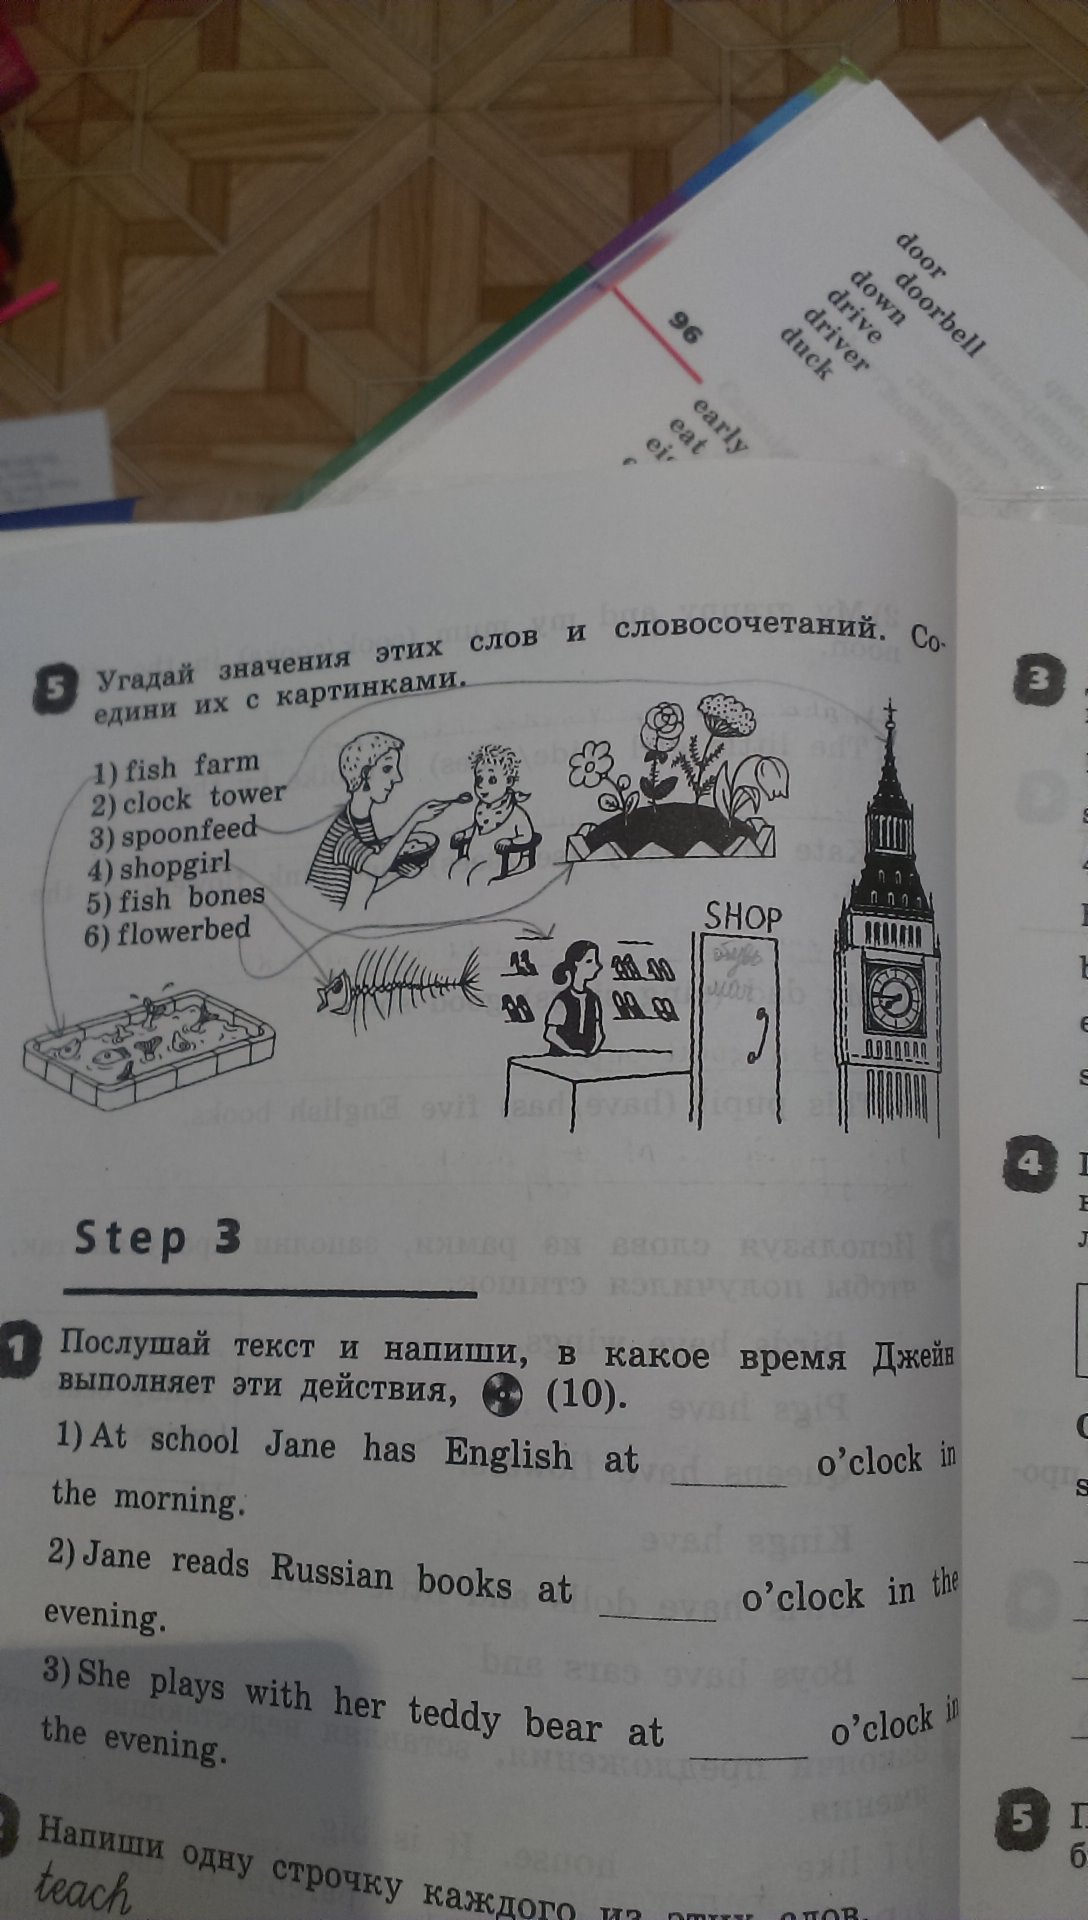 door
doorbell
down
drive
driver
duck
96
early
eat
5 Угадай значения этих слов и словосочетаний. Со-
едини их с картинками.
1) fish farm
2) clock tower
3) spoonfeed
4) shopgirl
5) fish bones
6) flowerbed
SHOP
Step 3
1 Послушай текст и напиши, в какое время Джейн
выполняет эти действия, (10).
1) At school Jane has English at ______ o'clock in
the morning.
2) Jane reads Russian books at ______ o'clock in the
evening.
3) She plays with her teddy bear at ______ o'clock in
the evening.
Напиши одну строчку каждого из этих слов.
teach
3
4
5